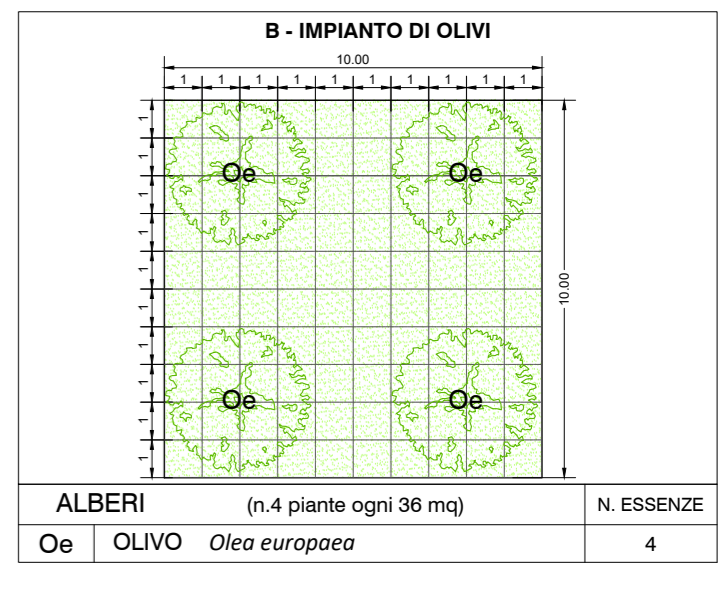 B - IMPIANTO DI OLIVI
10.00
1 1 1 1 1 1 1 1 1 1
1
1
1
1
1
1
1
1
1
1
Oe Oe
10.00
Oe Oe
ALBERI (n.4 piante ogni 36 mq) N. ESSENZE
Oe OLIVO Olea europaea 4